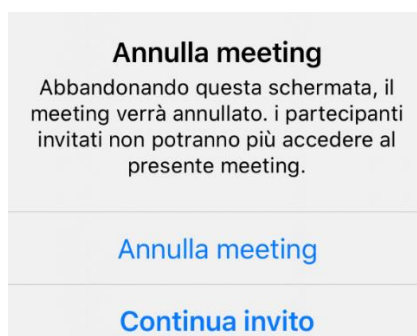 Annulla meeting
Abbandonando questa schermata, il
meeting verrà annullato. i partecipanti
invitati non potranno più accedere al
presente meeting.
Annulla meeting
Continua invito